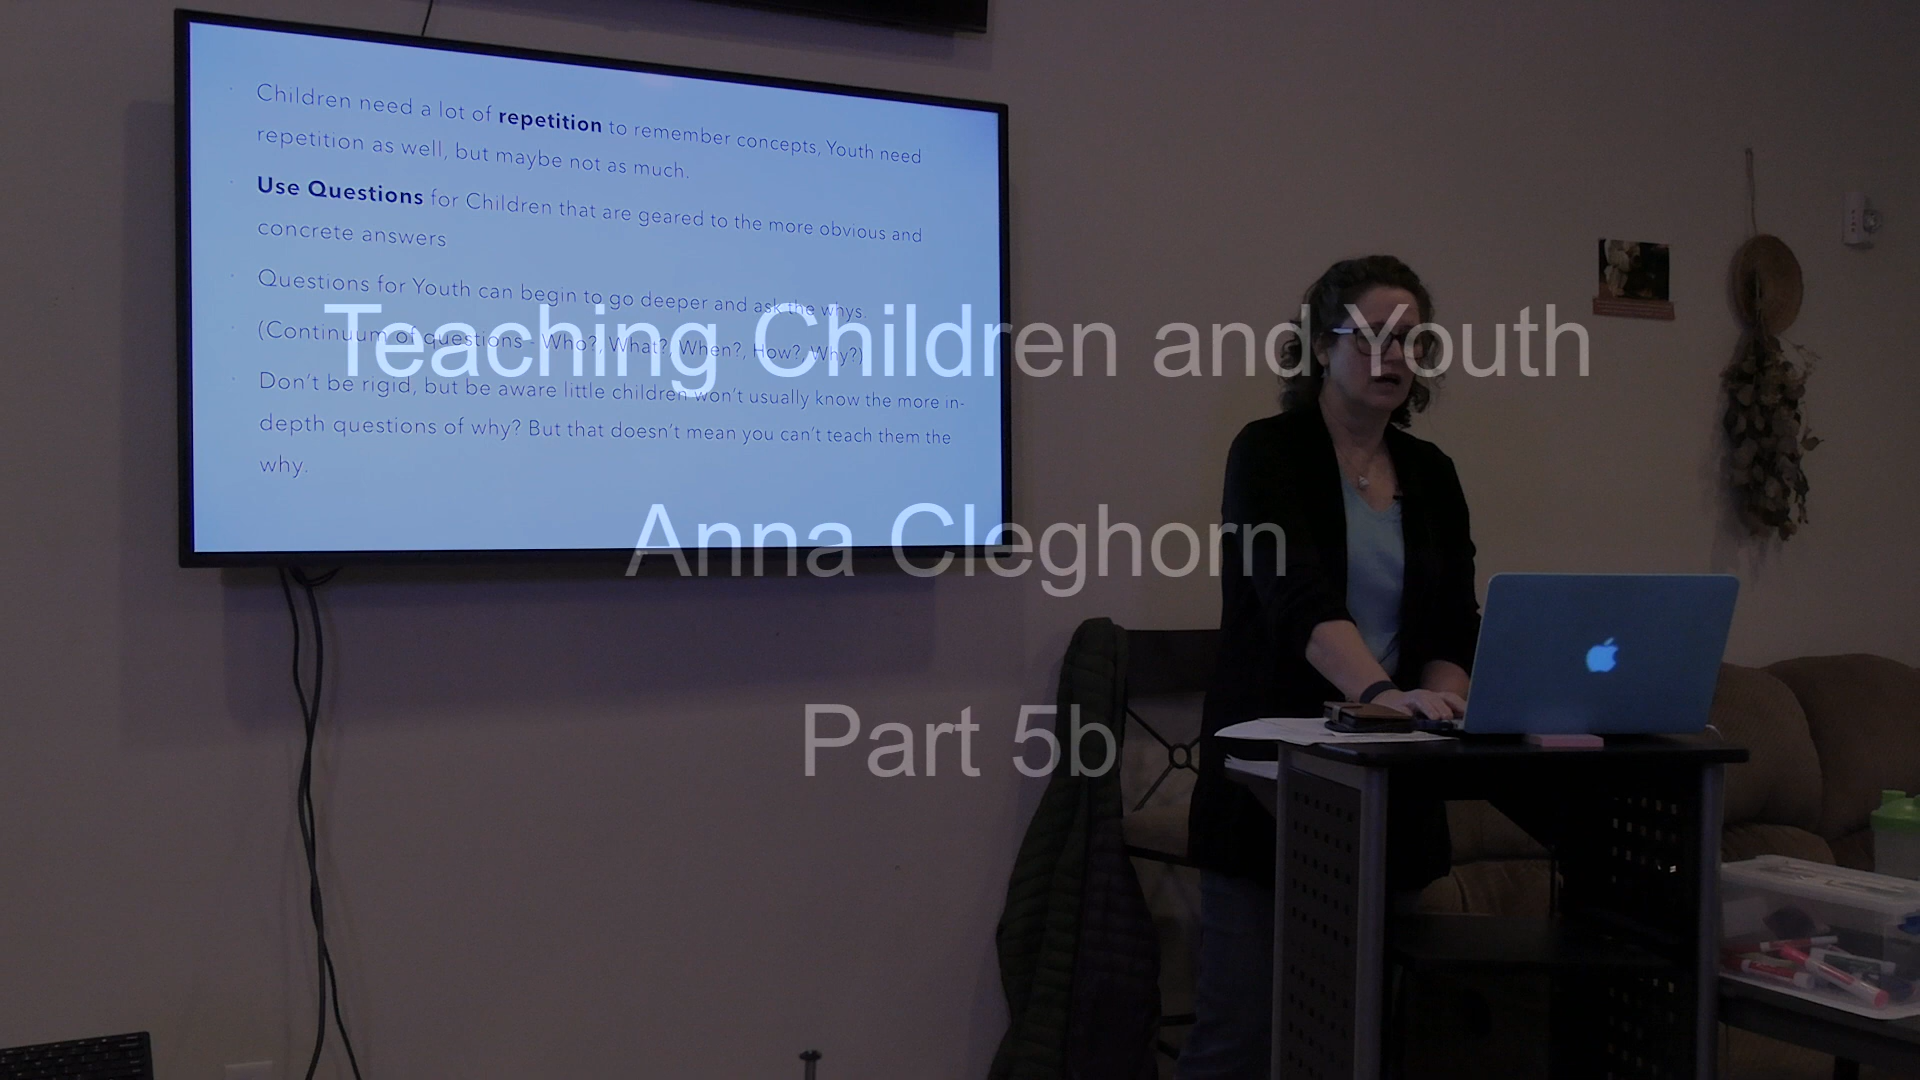 Children need a lot of repetition to remember concepts, Youth need
repetition as well, but maybe not as much.
Use Questions for Children that are geared to the more obvious and
concrete answers
Questions for Youth can begin to go deeper and ask the whys.
(Continuum of questions- Who?, What?, When?, How?, Why?)
Don't be rigid, but be aware little children won't usually know the more in-
depth questions of why? But that doesn't mean you can't teach them the
why.
Teaching Children and Youth
Anna Cleghorn
Part 5b